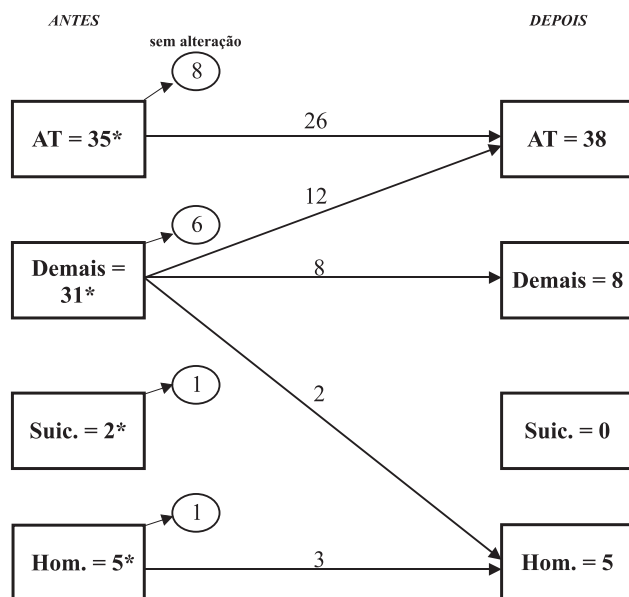 ANTES
DEPOIS
sem alteração
8
AT = 35*
26
AT = 38
12
6
Demais =
31*
8
Demais = 8
1
2
Suic. = 2*
Suic. = 0
1
Hom. = 5*
3
Hom. = 5